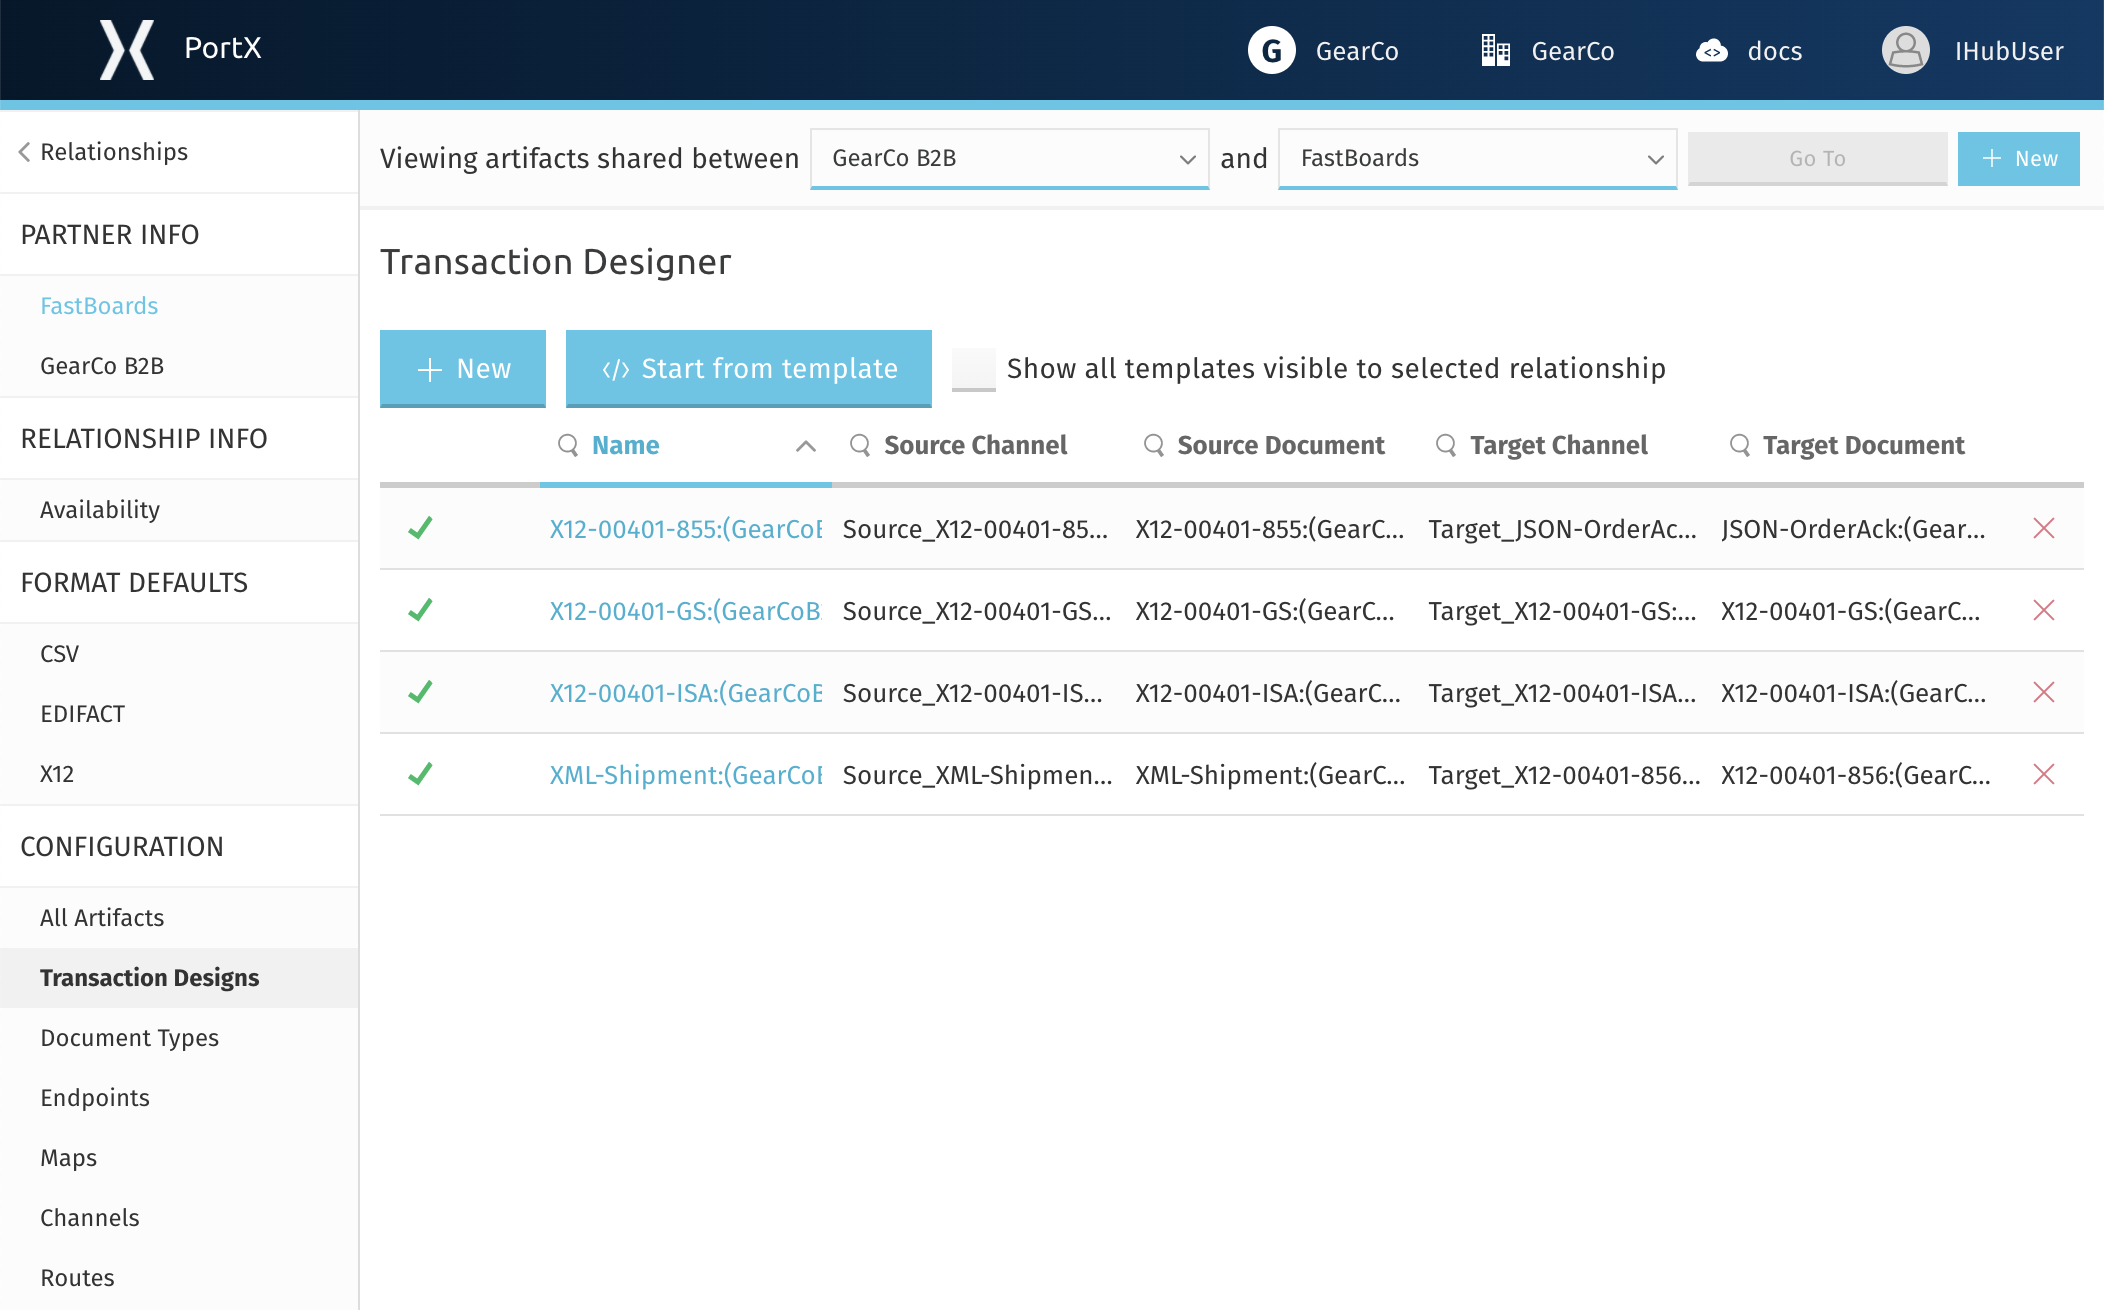 PortX
G GearCo GearCo docs IHubUser
Relationships
PARTNER INFO
FastBoards
GearCo B2B
RELATIONSHIP INFO
Availability
FORMAT DEFAULTS
CSV
EDIFACT
X12
CONFIGURATION
All Artifacts
Transaction Designs
Document Types
Endpoints
Maps
Channels
Routes
Viewing artifacts shared between GearCo B2B and FastBoards Go To New
Transaction Designer
New </> Start from template Show all templates visible to selected relationship
Name Source Channel Source Document Target Channel Target Document
X12-00401-855:(GearCoB Source_X12-00401-85... X12-00401-855:(GearC... Target_JSON-OrderAc... JSON-OrderAck:(Gear...
X12-00401-GS:(GearCoB Source_X12-00401-GS... X12-00401-GS:(GearC... Target_X12-00401-GS:... X12-00401-GS:(GearC...
X12-00401-ISA:(GearCoB Source_X12-00401-IS... X12-00401-ISA:(GearC... Target_X12-00401-ISA... X12-00401-ISA:(GearC...
XML-Shipment:(GearCoB Source_XML-Shipmen... XML-Shipment:(GearC... Target_X12-00401-856... X12-00401-856:(GearC...